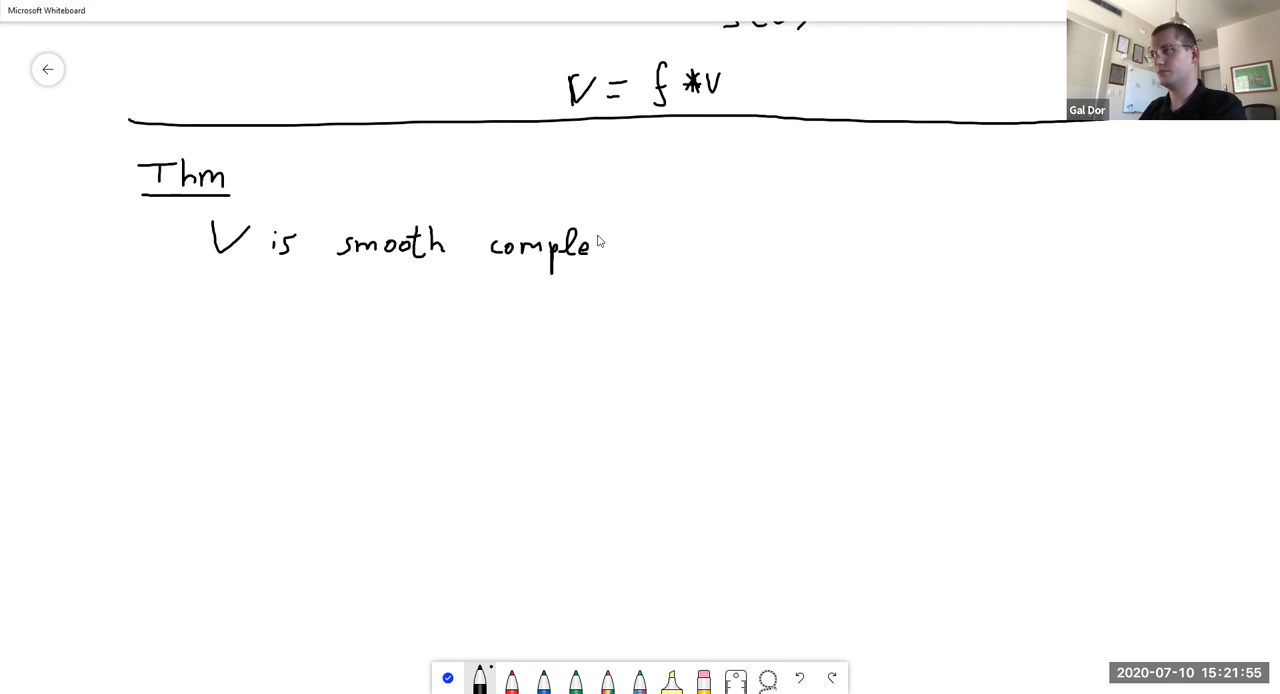 Microsoft Whiteboard
V = f * v
Gal Dor
Thm
V is smooth comple
2020-07-10 15:21:55